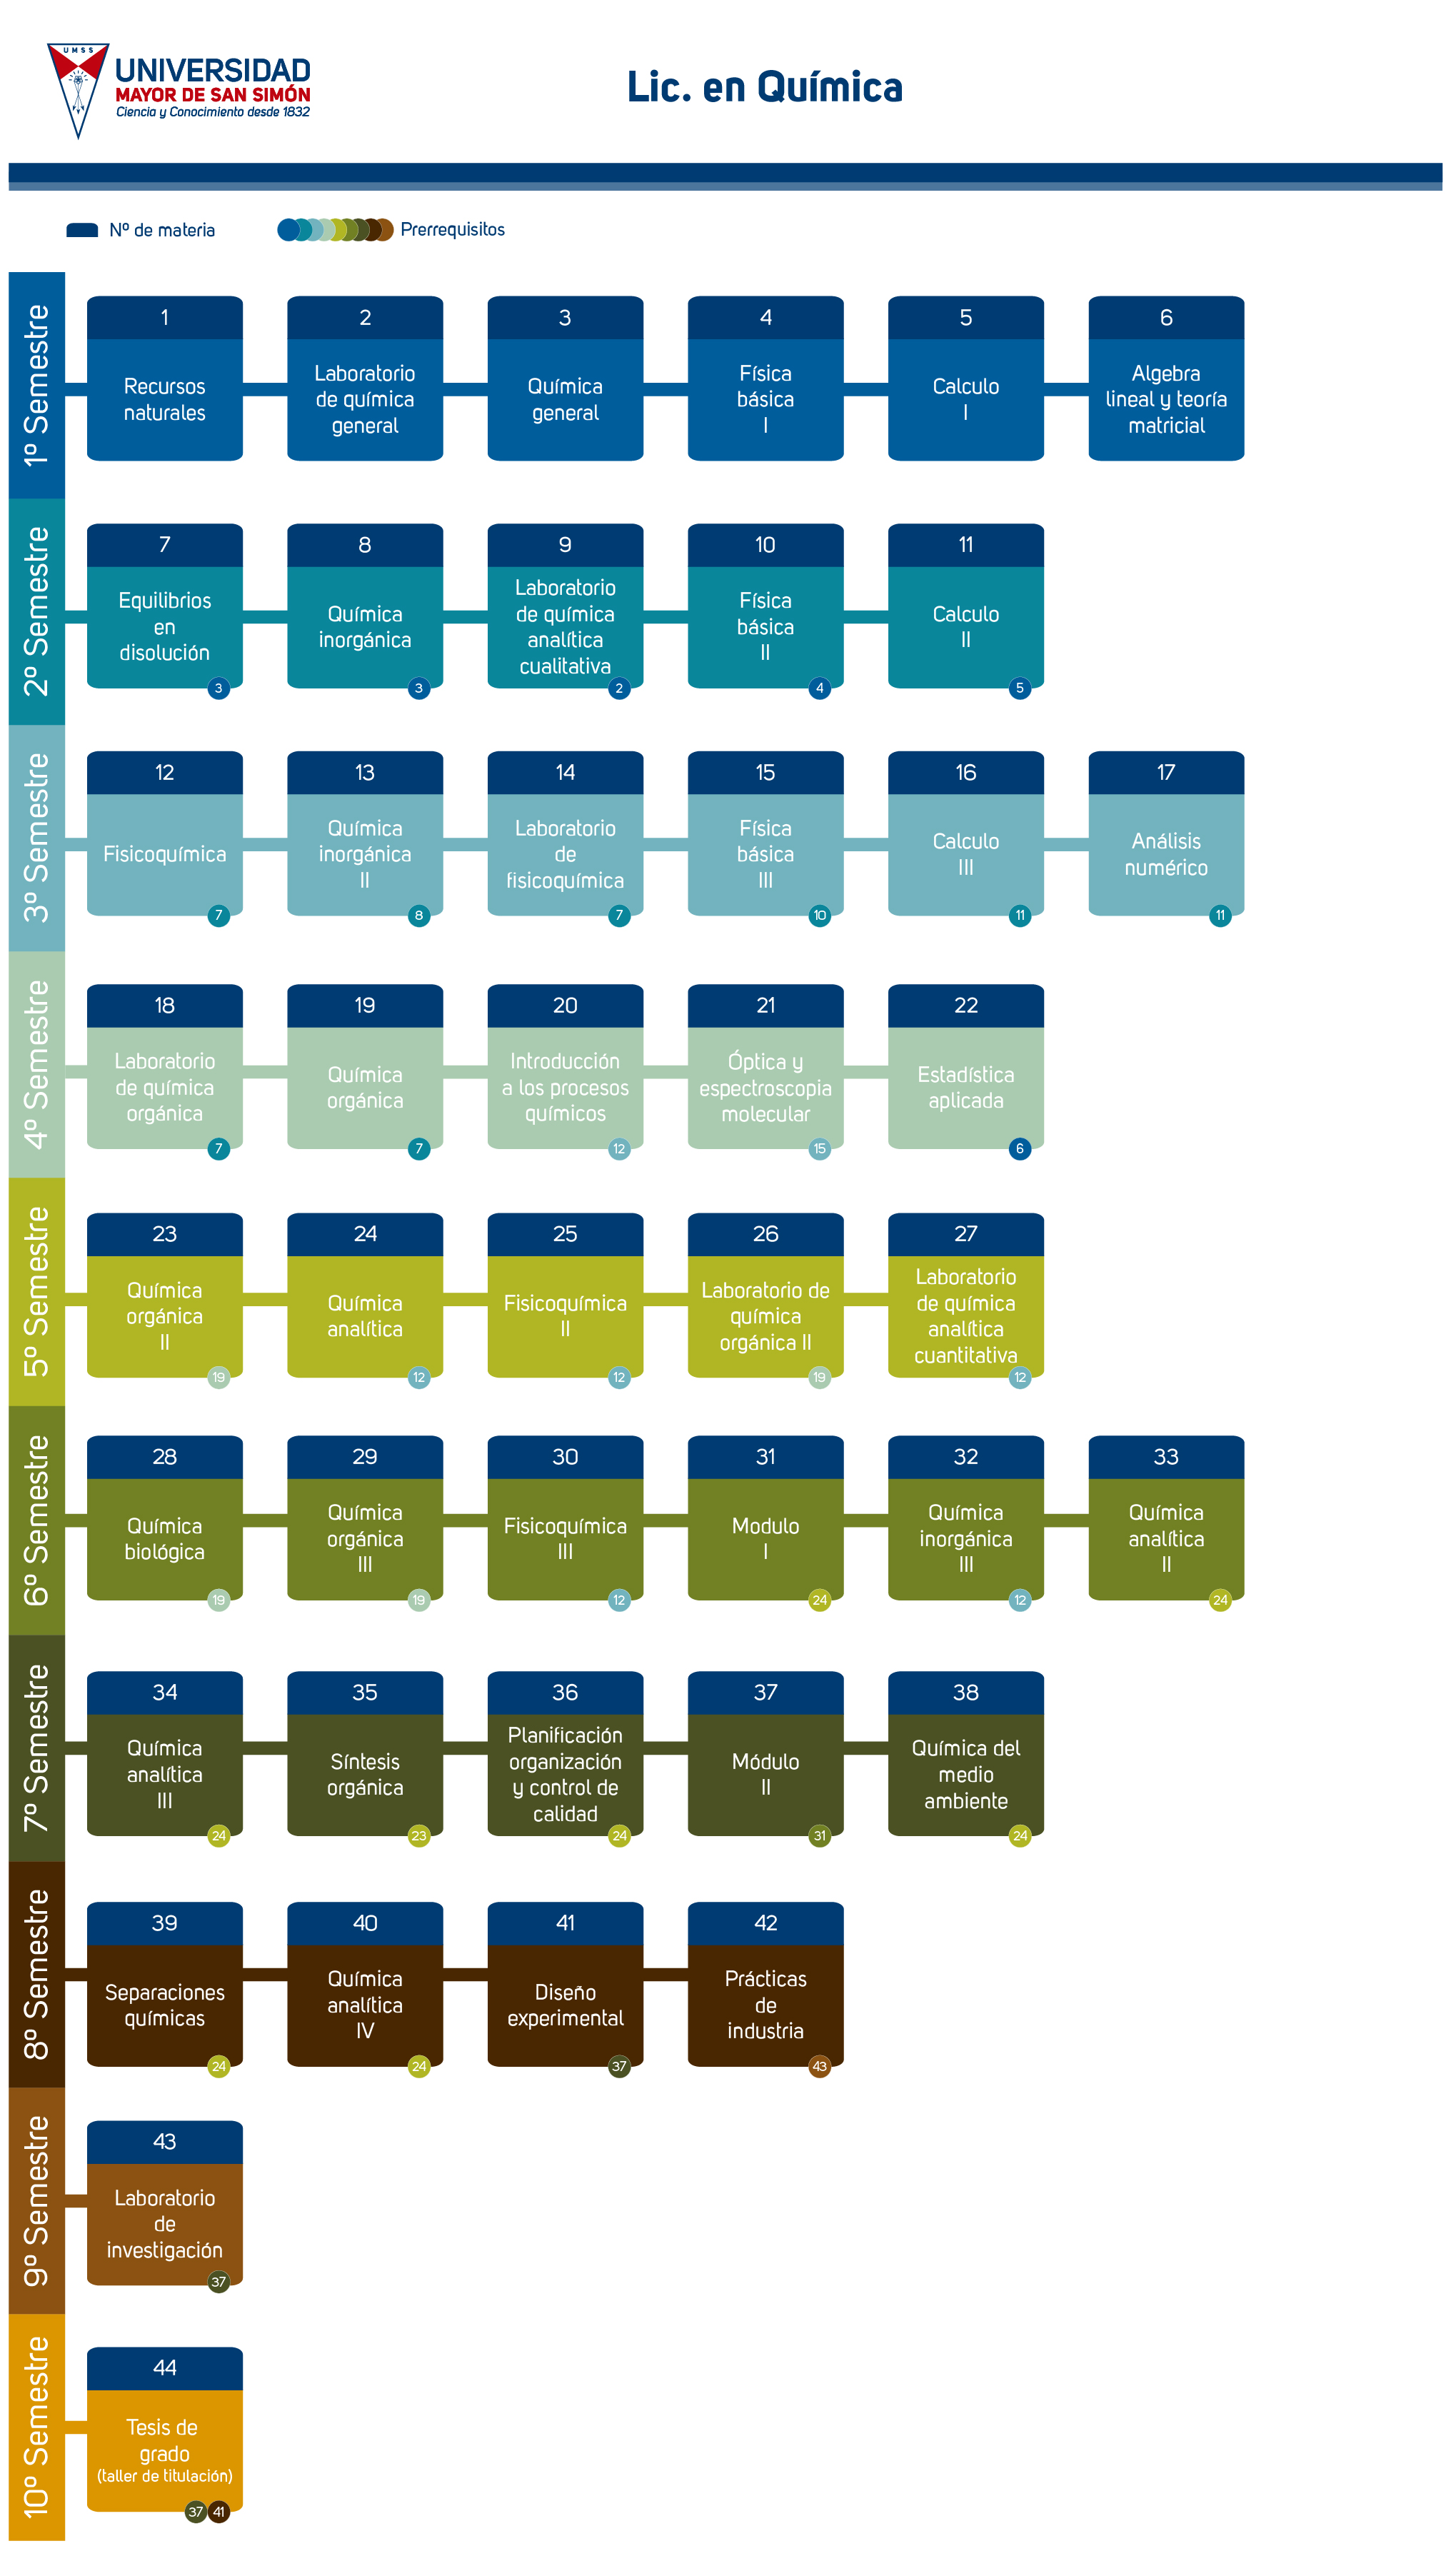 UMSS
UNIVERSIDAD
MAYOR DE SAN SIMÓN
Ciencia y Conocimiento desde 1832
Lic. en Química
Nº de materia
Prerrequisitos
1º Semestre
1
Recursos
naturales
2
Laboratorio
de química
general
3
Química
general
4
Física
básica
I
5
Calculo
I
6
Algebra
lineal y teoría
matricial
2º Semestre
7
Equilibrios
en
disolución
3
8
Química
inorgánica
3
9
Laboratorio
de química
analítica
cualitativa
2
10
Física
básica
II
4
11
Calculo
II
5
3º Semestre
12
Fisicoquímica
7
13
Química
inorgánica
II
8
14
Laboratorio
de
fisicoquímica
7
15
Física
básica
III
10
16
Calculo
III
11
17
Análisis
numérico
11
4º Semestre
18
Laboratorio
de química
orgánica
7
19
Química
orgánica
7
20
Introducción
a los procesos
químicos
12
21
Óptica y
espectroscopia
molecular
15
22
Estadística
aplicada
6
5º Semestre
23
Química
orgánica
II
19
24
Química
analítica
12
25
Fisicoquímica
II
12
26
Laboratorio de
química
orgánica II
19
27
Laboratorio
de química
analítica
cuantitativa
12
6º Semestre
28
Química
biológica
19
29
Química
orgánica
III
19
30
Fisicoquímica
III
12
31
Modulo
I
24
32
Química
inorgánica
III
12
33
Química
analítica
II
24
7º Semestre
34
Química
analítica
III
24
35
Síntesis
orgánica
23
36
Planificación
organización
y control de
calidad
24
37
Módulo
II
31
38
Química del
medio
ambiente
24
8º Semestre
39
Separaciones
químicas
24
40
Química
analítica
IV
24
41
Diseño
experimental
37
42
Prácticas
de
industria
43
9º Semestre
43
Laboratorio
de
investigación
37
10º Semestre
44
Tesis de
grado
(taller de titulación)
37 41